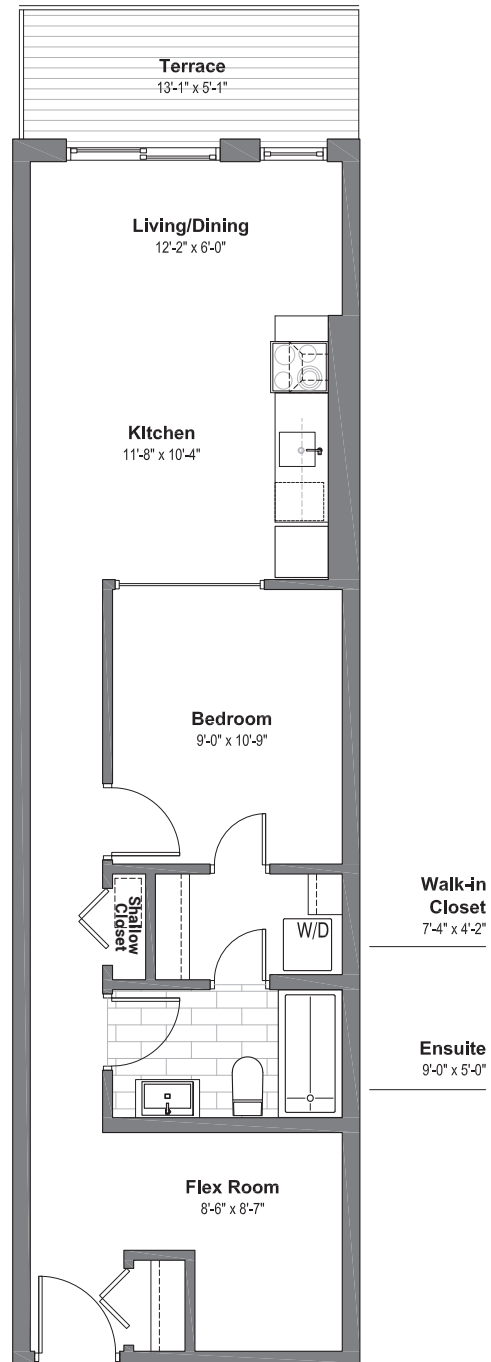 Terrace
13'-1" x 5'-1"
Living/Dining
12'-2" x 6'-0"
KItchen
11'-8" x 10'-4"
Bedroom
9'-0" x 10'-9"
Shallow
Closet
W/D
Walk-in
Closet
7'-4" x 4'-2"
Ensuite
9'-0" x 5'-0"
Flex Room
8'-6" x 8'-7"